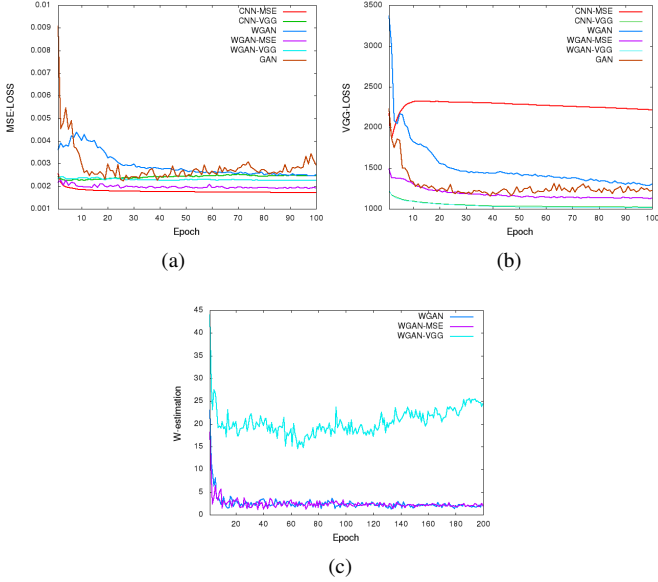 0.01
0.009
0.008
0.007
0.006
0.005
0.004
0.003
0.002
0.001
MSE-LOSS
10 20 30 40 50 60 70 80 90 100
Epoch
CNN-MSE
CNN-VGG
WGAN
WGAN-MSE
WGAN-VGG
GAN
(a)
3500
3000
2500
2000
1500
1000
VGG-LOSS
10 20 30 40 50 60 70 80 90 100
Epoch
CNN-MSE
CNN-VGG
WGAN
WGAN-MSE
WGAN-VGG
GAN
(b)
45
40
35
30
25
20
15
10
5
0
W-estimation
20 40 60 80 100 120 140 160 180 200
Epoch
WGAN
WGAN-MSE
WGAN-VGG
(c)